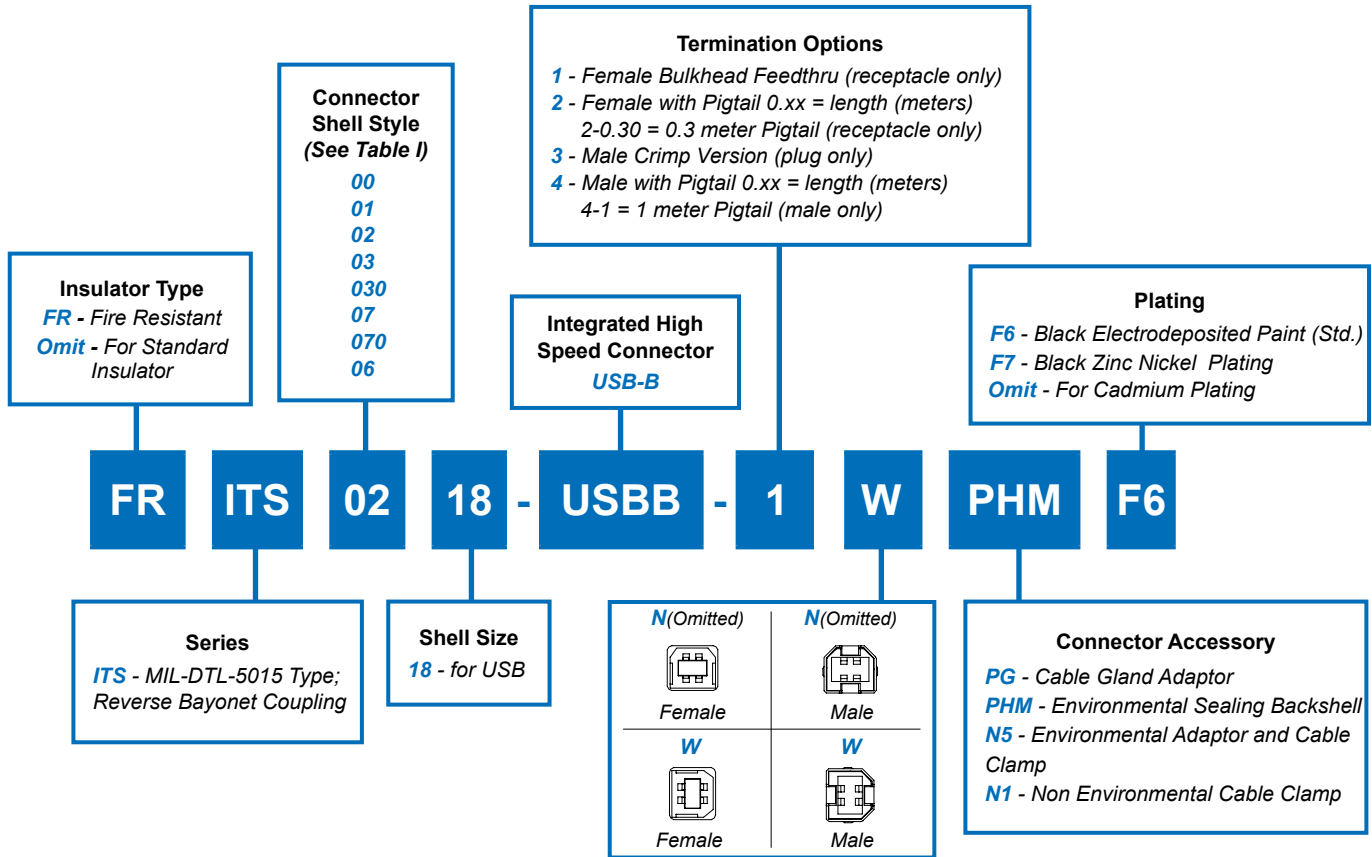 Termination Options
1 - Female Bulkhead Feedthru (receptacle only)
2 - Female with Pigtail 0.xx = length (meters)
2-0.30 = 0.3 meter Pigtail (receptacle only)
3 - Male Crimp Version (plug only)
4 - Male with Pigtail 0.xx = length (meters)
4-1 = 1 meter Pigtail (male only)
Connector
Shell Style
(See Table I)
00
01
02
03
030
07
070
06
Insulator Type
FR - Fire Resistant
Omit - For Standard
Insulator
Integrated High
Speed Connector
USB-B
Plating
F6 - Black Electrodeposited Paint (Std.)
F7 - Black Zinc Nickel Plating
Omit - For Cadmium Plating
FR ITS 02 18 - USBB - 1 W PHM F6
Series
ITS - MIL-DTL-5015 Type;
Reverse Bayonet Coupling
Shell Size
18 - for USB
N(Omitted) N(Omitted)
Female Male
W W
Female Male
Connector Accessory
PG - Cable Gland Adaptor
PHM - Environmental Sealing Backshell
N5 - Environmental Adaptor and Cable
Clamp
N1 - Non Environmental Cable Clamp